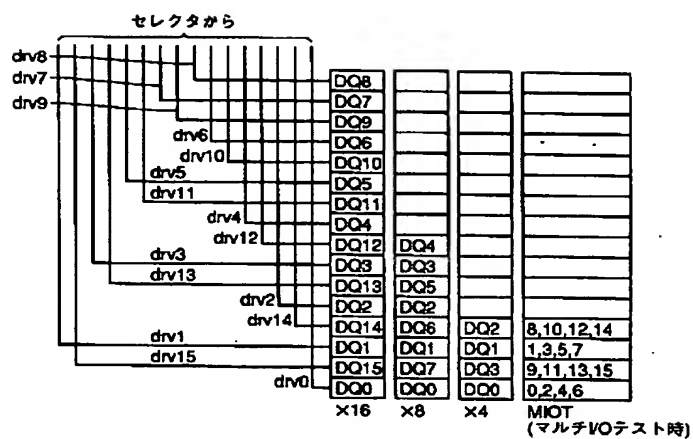 セレクタから
drv8
drv7
drv9
drv6
drv10
drv5
drv11
drv4
drv12
drv3
drv13
drv2
drv14
drv1
drv15
drv0
DQ8
DQ7
DQ9
DQ6
DQ10
DQ5
DQ11
DQ4
DQ12 DQ4
DQ3 DQ3
DQ13 DQ5
DQ2 DQ2
DQ14 DQ6 DQ2 8,10,12,14
DQ1 DQ1 DQ1 1,3,5,7
DQ15 DQ7 DQ3 9,11,13,15
DQ0 DQ0 DQ0 0,2,4,6
×16 ×8 ×4 MIOT
(マルチI/Oテスト時)